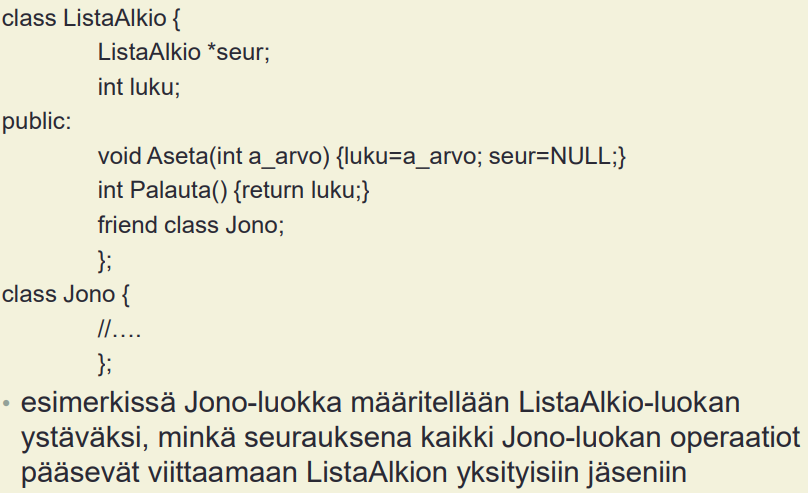 class ListaAlkio {
ListaAlkio *seur;
int luku;
public:
void Aseta(int a_arvo) {luku=a_arvo; seur=NULL;}
int Palauta() {return luku;}
friend class Jono;
};
class Jono {
//….
};
• esimerkissä Jono-luokka määritellään ListaAlkio-luokan
ystäväksi, minkä seurauksena kaikki Jono-luokan operaatiot
pääsevät viittaamaan ListaAlkion yksityisiin jäseniin